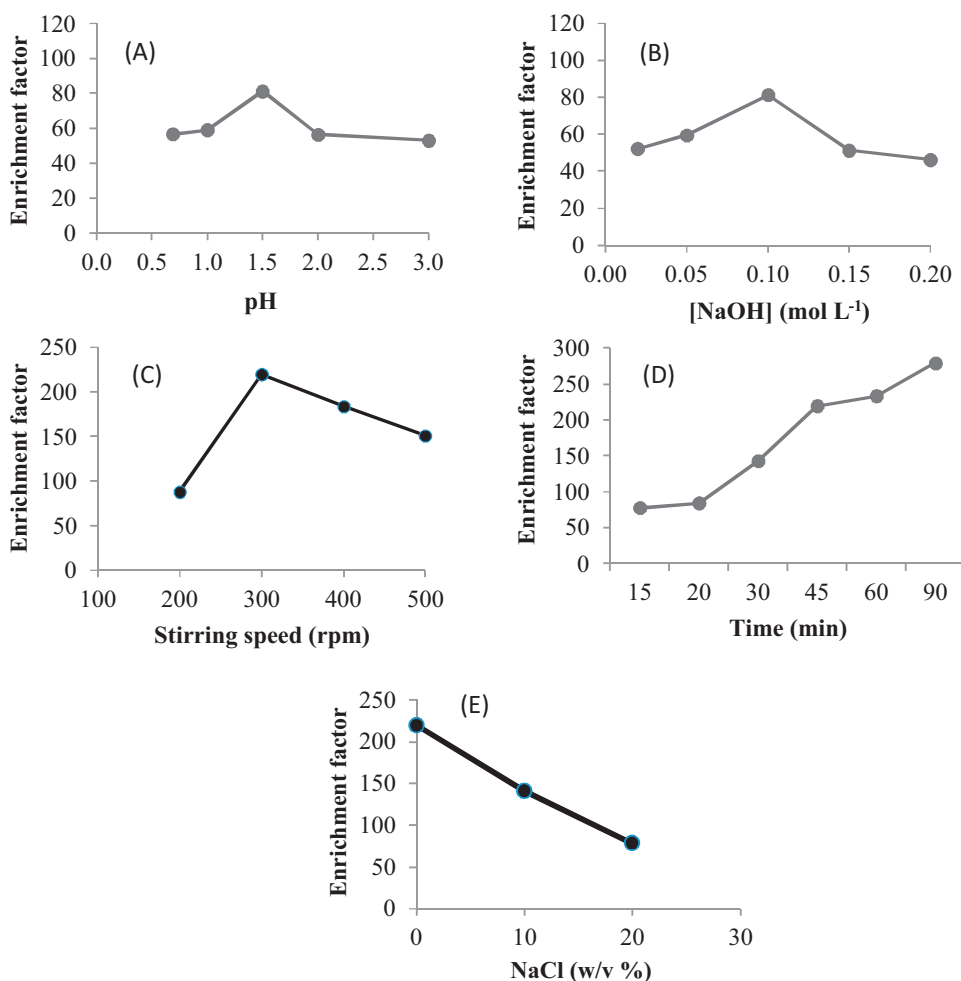 (A)
Enrichment factor
120
100
80
60
40
20
0
0.0 0.5 1.0 1.5 2.0 2.5 3.0
pH
(B)
Enrichment factor
120
100
80
60
40
20
0
0.00 0.05 0.10 0.15 0.20
[NaOH] (mol L⁻¹)
(C)
Enrichment factor
250
200
150
100
50
0
100 200 300 400 500
Stirring speed (rpm)
(D)
Enrichment factor
300
250
200
150
100
50
0
15 20 30 45 60 90
Time (min)
(E)
Enrichment factor
250
200
150
100
50
0
0 10 20 30
NaCl (w/v %)